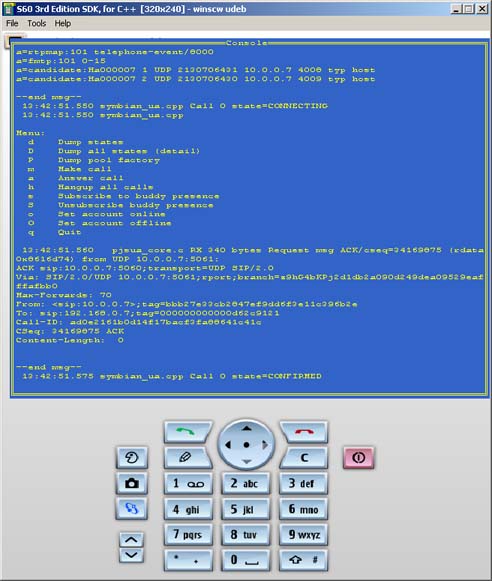 S60 3rd Edition SDK, for C++ [320x240] - winscw udeb
File Tools Help
Console
a=rtpmap:101 telephone-event/8000
a=fmtp:101 0-15
a=candidate:Ha000007 1 UDP 2130706431 10.0.0.7 4008 typ host
a=candidate:Ha000007 2 UDP 2130706430 10.0.0.7 4009 typ host
--end msg--
13:42:51.550 symbian_ua.cpp Call 0 state=CONNECTING
13:42:51.550 symbian_ua.cpp
Menu:
d Dump states
D Dump all states (detail)
P Dump pool factory
m Make call
a Answer call
h Hangup all calls
s Subscribe to buddy presence
S Unsubscribe buddy presence
o Set account online
O Set account offline
q Quit
13:42:51.560 pjsua_core.c RX 340 bytes Request msg ACK/cseq=34169875 (rdata
0x8616d74) from UDP 10.0.0.7:5061:
ACK sip:10.0.0.7:5060;transport=UDP SIP/2.0
Via: SIP/2.0/UDP 10.0.0.7:5061;rport;branch=z9hG4bKPj2d1db2a090d249dea09529eaf
ffafbb0
Max-Forwards: 70
From: <sip:10.0.0.7>;tag=bbb27e33cb2847ef9dd6f3e11c396b2e
To: sip:192.168.0.7;tag=000000000000d62c9121
Call-ID: ad0e2161b0d14f17bacf3fa88641c41c
CSeq: 34169875 ACK
Content-Length: 0
--end msg--
13:42:51.575 symbian_ua.cpp Call 0 state=CONFIRMED
C
1 2 abc 3 def
4 ghi 5 jkl 6 mno
7 pqrs 8 tuv 9 wxyz
* . 0 #